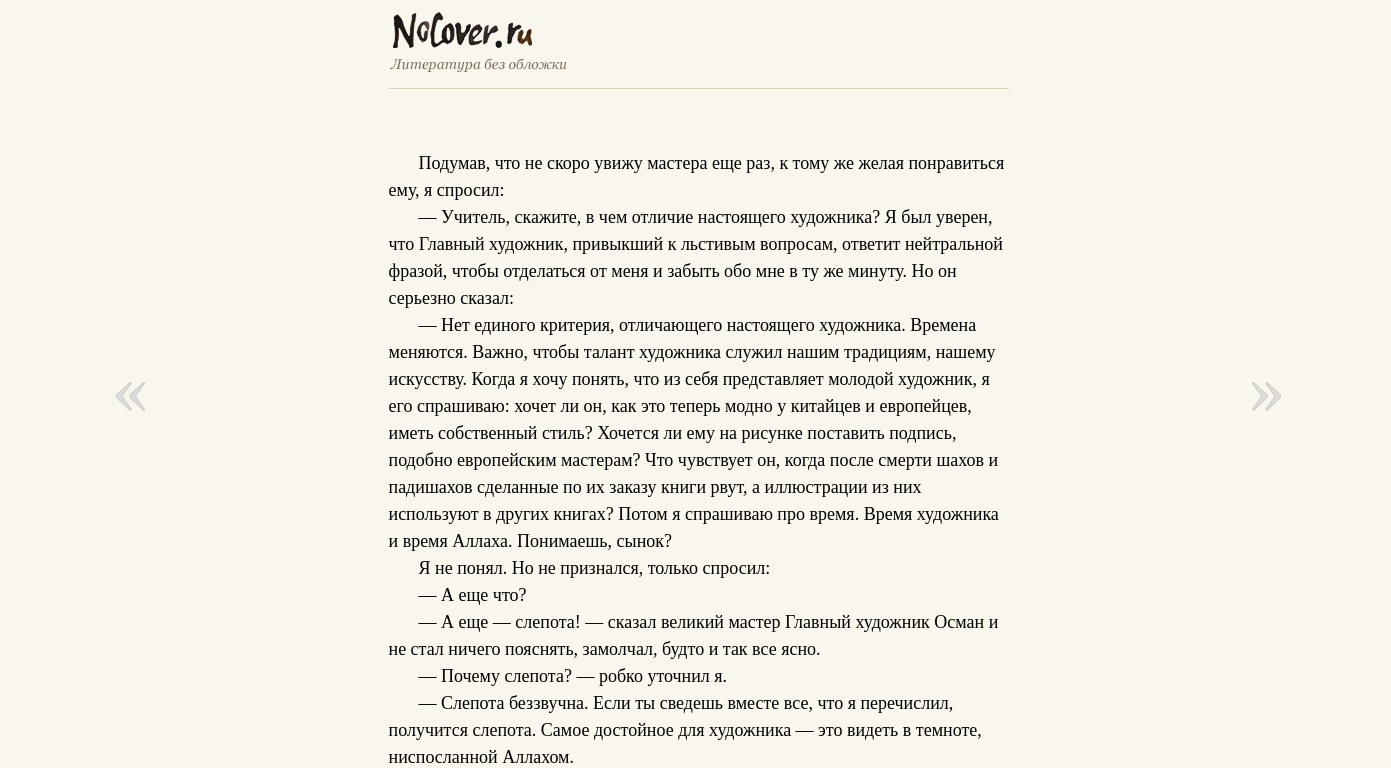 NoCover.ru
Литература без обложки
Подумав, что не скоро увижу мастера еще раз, к тому же желая понравиться
ему, я спросил:
— Учитель, скажите, в чем отличие настоящего художника? Я был уверен,
что Главный художник, привыкший к льстивым вопросам, ответит нейтральной
фразой, чтобы отделаться от меня и забыть обо мне в ту же минуту. Но он
серьезно сказал:
— Нет единого критерия, отличающего настоящего художника. Времена
меняются. Важно, чтобы талант художника служил нашим традициям, нашему
искусству. Когда я хочу понять, что из себя представляет молодой художник, я
его спрашиваю: хочет ли он, как это теперь модно у китайцев и европейцев,
иметь собственный стиль? Хочется ли ему на рисунке поставить подпись,
подобно европейским мастерам? Что чувствует он, когда после смерти шахов и
падишахов сделанные по их заказу книги рвут, а иллюстрации из них
используют в других книгах? Потом я спрашиваю про время. Время художника
и время Аллаха. Понимаешь, сынок?
Я не понял. Но не признался, только спросил:
— А еще что?
— А еще — слепота! — сказал великий мастер Главный художник Осман и
не стал ничего пояснять, замолчал, будто и так все ясно.
— Почему слепота? — робко уточнил я.
— Слепота беззвучна. Если ты сведешь вместе все, что я перечислил,
получится слепота. Самое достойное для художника — это видеть в темноте,
ниспосланной Аллахом.
«
»